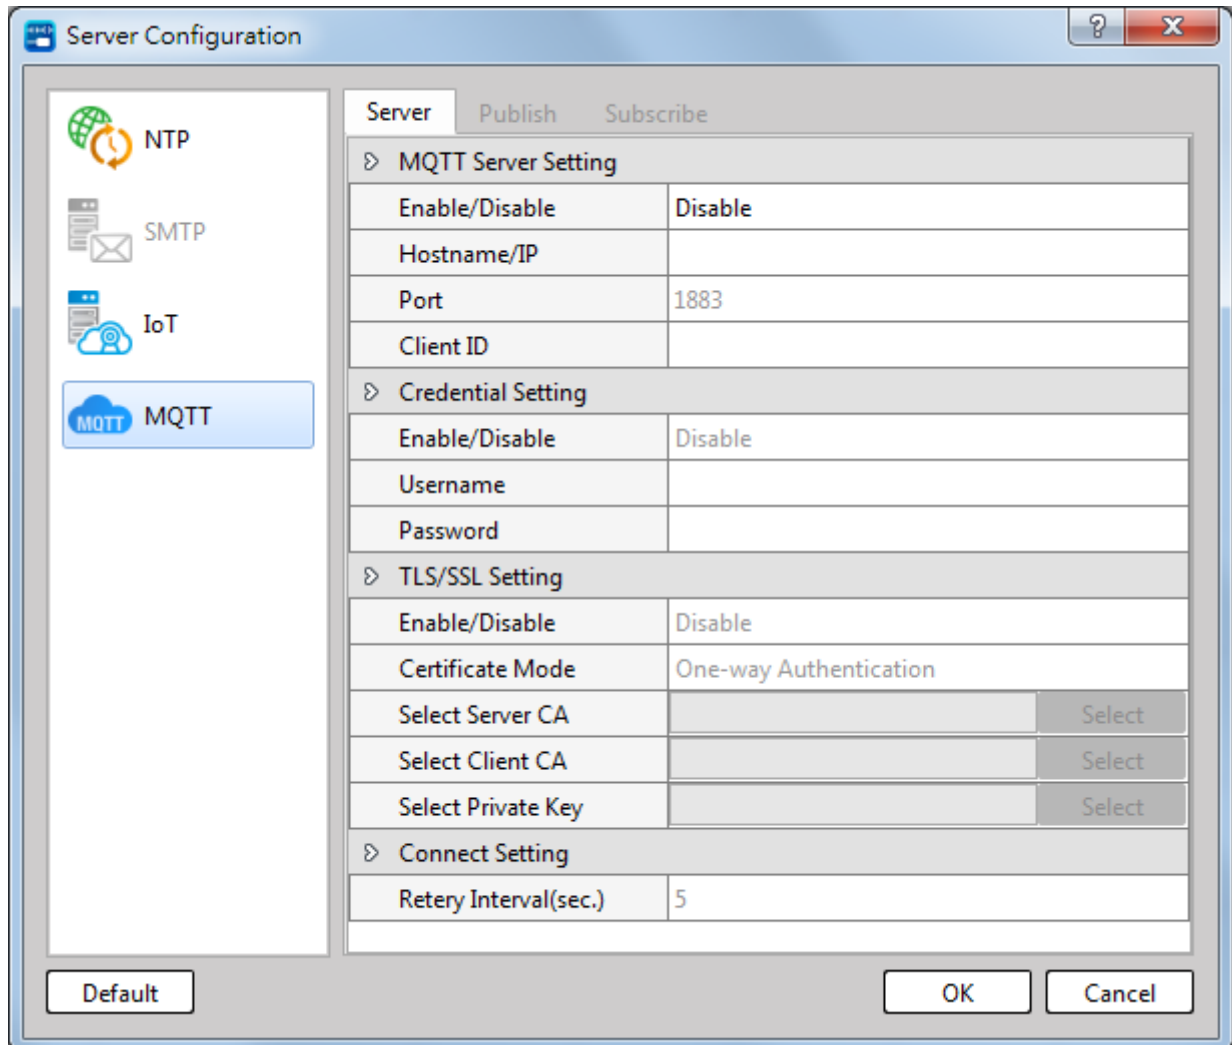 Server Configuration
NTP
SMTP
IoT
MQTT MQTT
Server Publish Subscribe
MQTT Server Setting
Enable/Disable Disable
Hostname/IP
Port 1883
Client ID
Credential Setting
Enable/Disable Disable
Username
Password
TLS/SSL Setting
Enable/Disable Disable
Certificate Mode One-way Authentication
Select Server CA Select
Select Client CA Select
Select Private Key Select
Connect Setting
Retery Interval(sec.) 5
Default OK Cancel